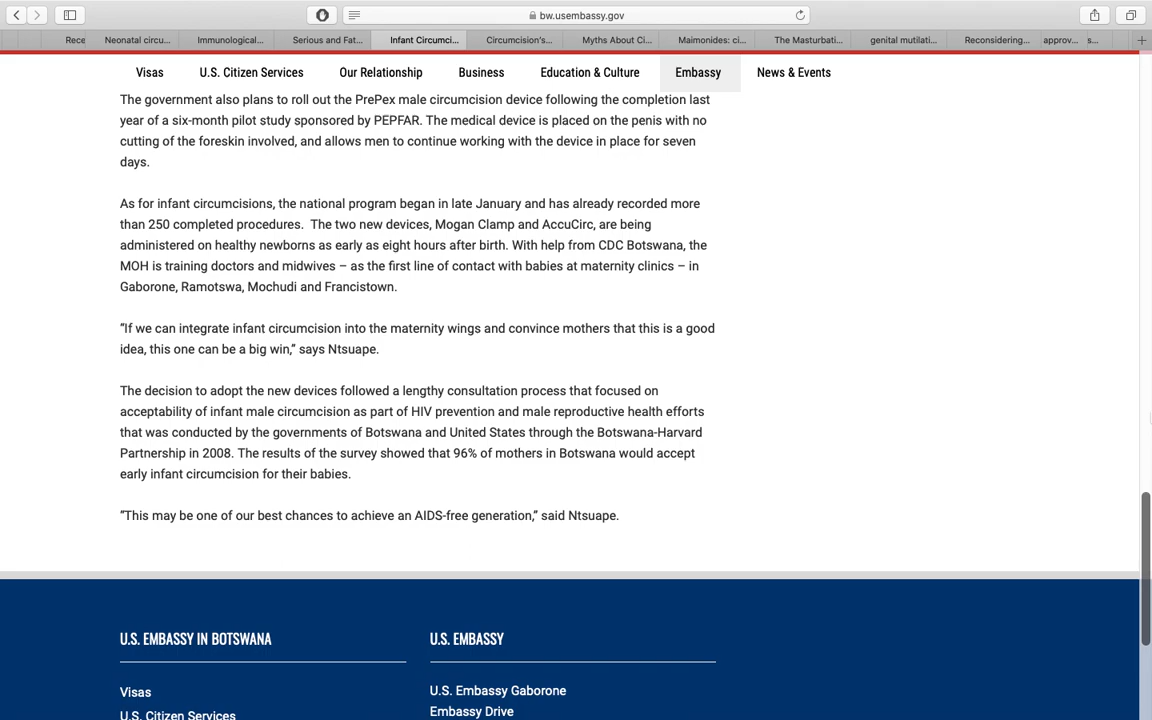 bw.usembassy.gov
Rece
Neonatal circu...
Immunological...
Serious and Fat...
Infant Circumci...
Circumcision's...
Myths About Ci...
Maimonides: ci...
The Masturbati...
genital mutilati...
Reconsidering...
approv...
s...
Visas
U.S. Citizen Services
Our Relationship
Business
Education & Culture
Embassy
News & Events
The government also plans to roll out the PrePex male circumcision device following the completion last
year of a six-month pilot study sponsored by PEPFAR. The medical device is placed on the penis with no
cutting of the foreskin involved, and allows men to continue working with the device in place for seven
days.
As for infant circumcisions, the national program began in late January and has already recorded more
than 250 completed procedures.  The two new devices, Mogan Clamp and AccuCirc, are being
administered on healthy newborns as early as eight hours after birth. With help from CDC Botswana, the
MOH is training doctors and midwives – as the first line of contact with babies at maternity clinics – in
Gaborone, Ramotswa, Mochudi and Francistown.
“If we can integrate infant circumcision into the maternity wings and convince mothers that this is a good
idea, this one can be a big win,” says Ntsuape.
The decision to adopt the new devices followed a lengthy consultation process that focused on
acceptability of infant male circumcision as part of HIV prevention and male reproductive health efforts
that was conducted by the governments of Botswana and United States through the Botswana-Harvard
Partnership in 2008. The results of the survey showed that 96% of mothers in Botswana would accept
early infant circumcision for their babies.
“This may be one of our best chances to achieve an AIDS-free generation,” said Ntsuape.
U.S. EMBASSY IN BOTSWANA
Visas
U.S. Citizen Services
U.S. EMBASSY
U.S. Embassy Gaborone
Embassy Drive